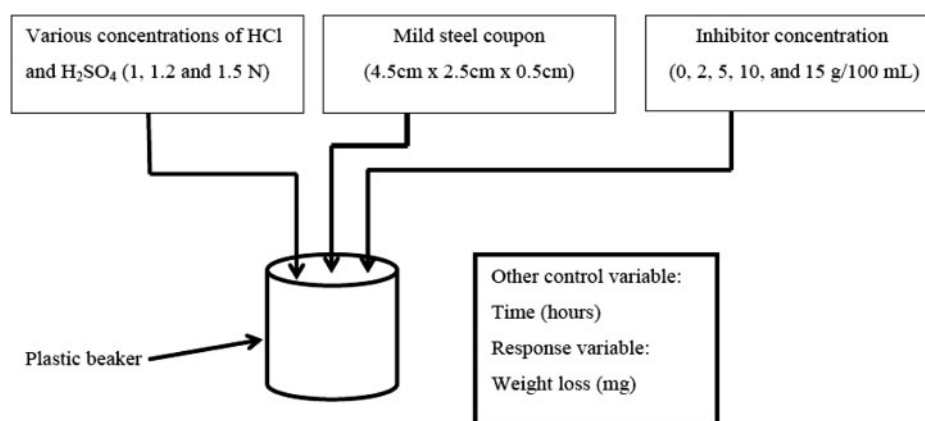 Various concentrations of HCl
and H₂SO₄ (1, 1.2 and 1.5 N)
Mild steel coupon
(4.5cm x 2.5cm x 0.5cm)
Inhibitor concentration
(0, 2, 5, 10, and 15 g/100 mL)
Other control variable:
Time (hours)
Response variable:
Weight loss (mg)
Plastic beaker